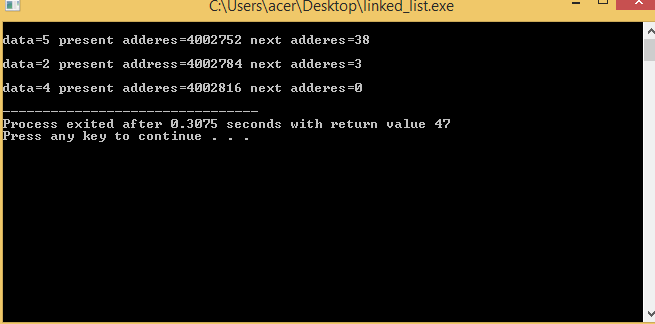 C:\Users\acer\Desktop\linked_list.exe
data=5 present adderes=4002752 next adderes=38
data=2 present address=4002784 next adderes=3
data=4 present adderes=4002816 next adderes=0
--------------------------------
Process exited after 0.3075 seconds with return value 47
Press any key to continue . . .